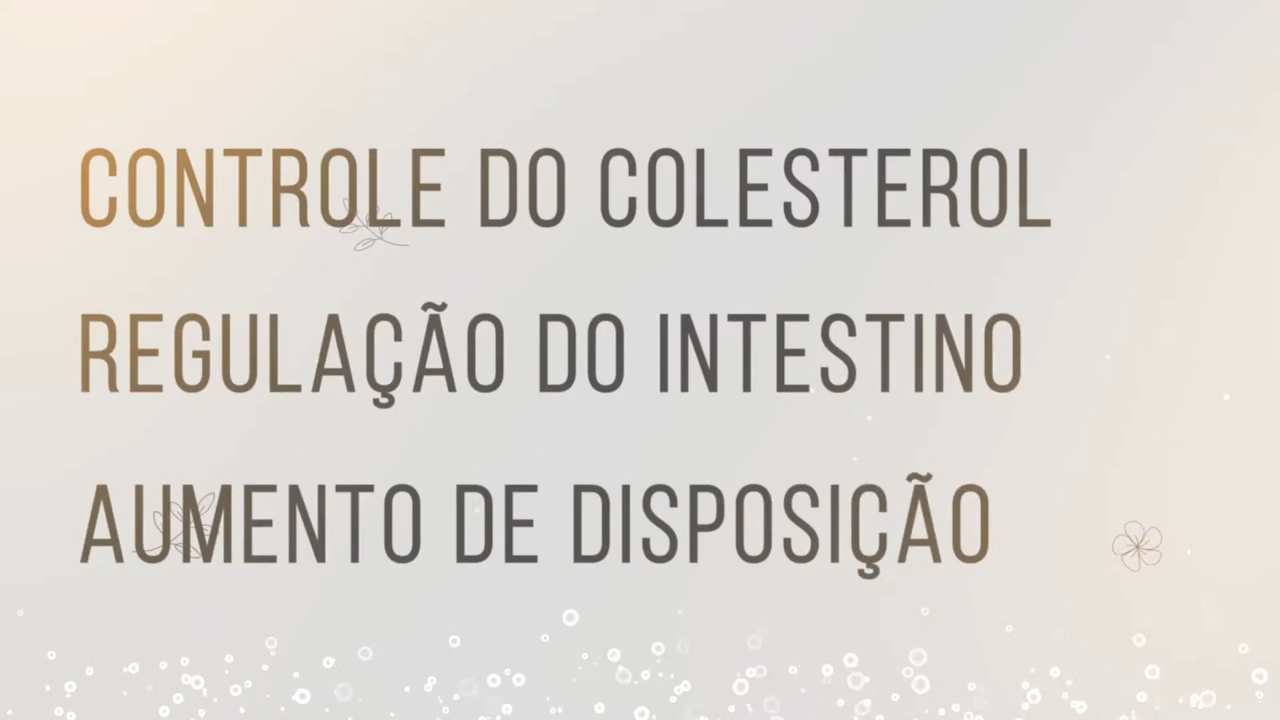 CONTROLE DO COLESTEROL
REGULAÇÃO DO INTESTINO
AUMENTO DE DISPOSIÇÃO